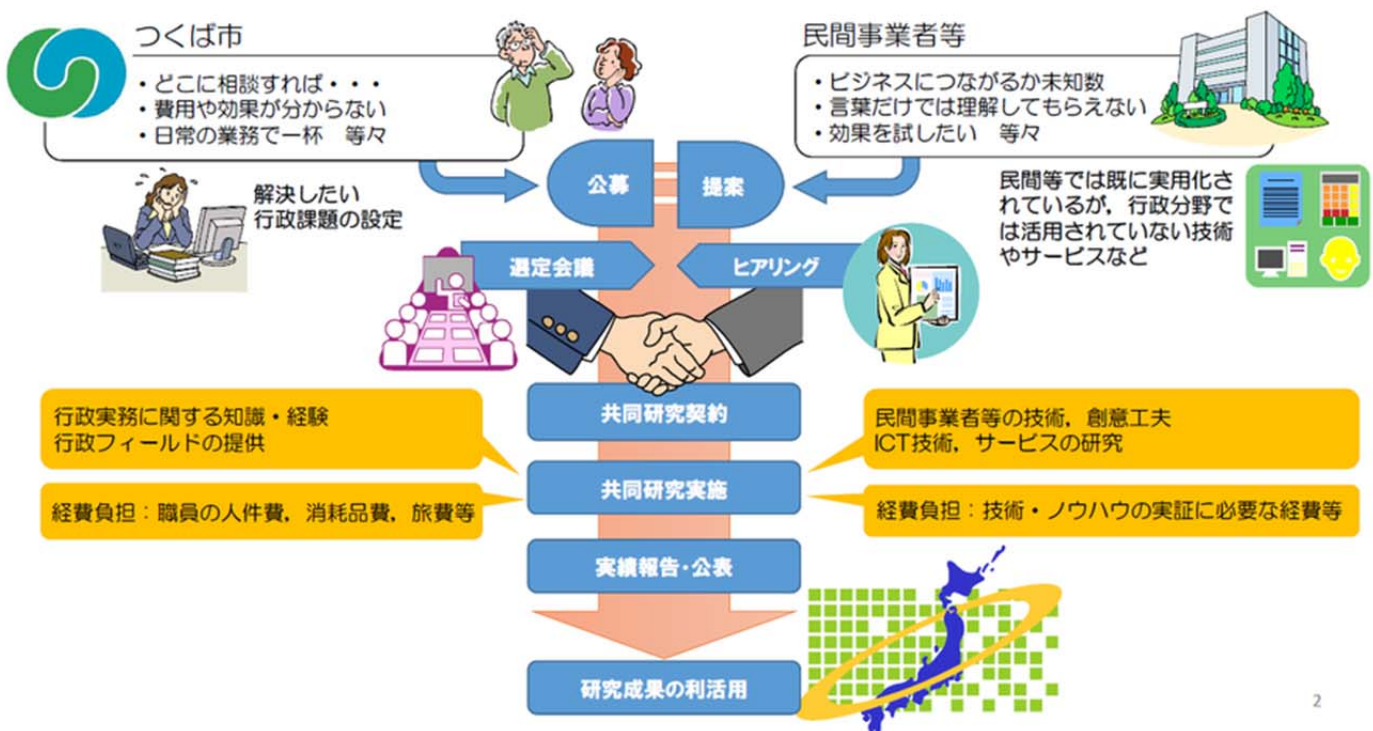 つくば市
・どこに相談すれば・・・
・費用や効果が分からない
・日常の業務で一杯　等々
民間事業者等
・ビジネスにつながるか未知数
・言葉だけでは理解してもらえない
・効果を試したい　等々
公募
提案
解決したい
行政課題の設定
民間等では既に実用化さ
れているが，行政分野で
は活用されていない技術
やサービスなど
選定会議
ヒアリング
共同研究契約
行政実務に関する知識・経験
行政フィールドの提供
民間事業者等の技術，創意工夫
ICT技術，サービスの研究
共同研究実施
経費負担：職員の人件費，消耗品費，旅費等
経費負担：技術・ノウハウの実証に必要な経費等
実績報告・公表
研究成果の利活用
2